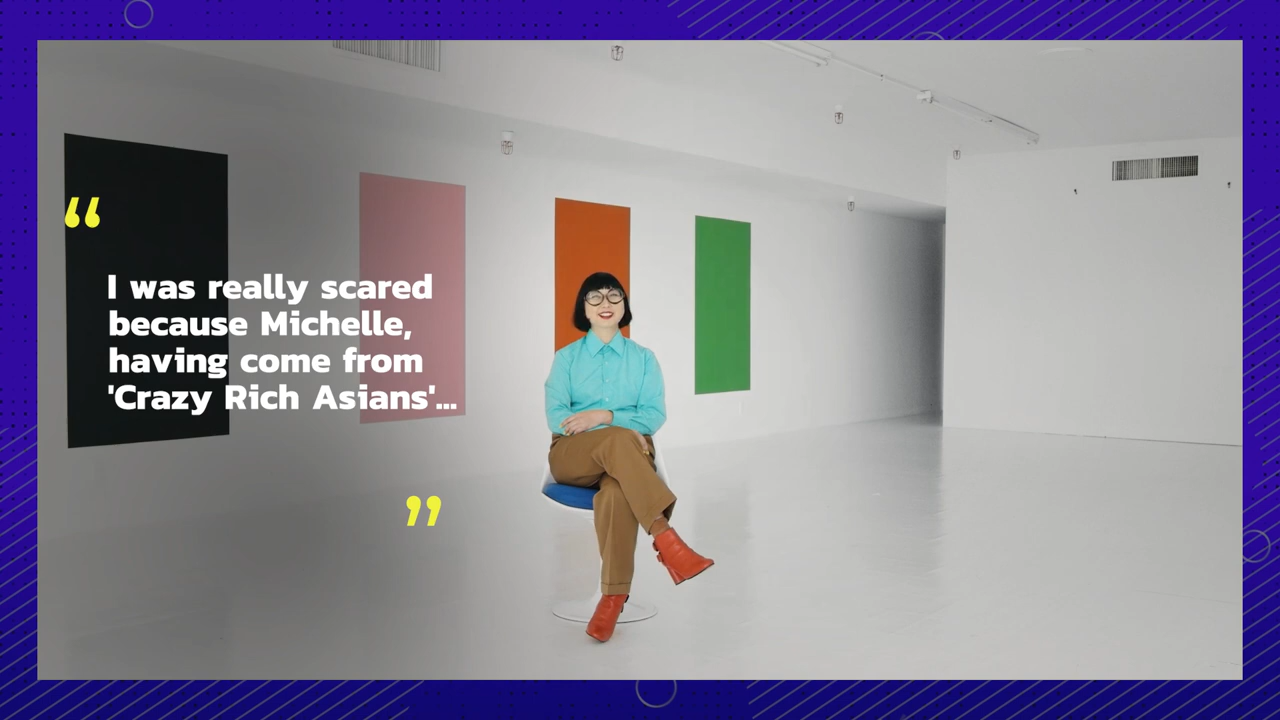 “
I was really scared
because Michelle,
having come from
'Crazy Rich Asians'...
”